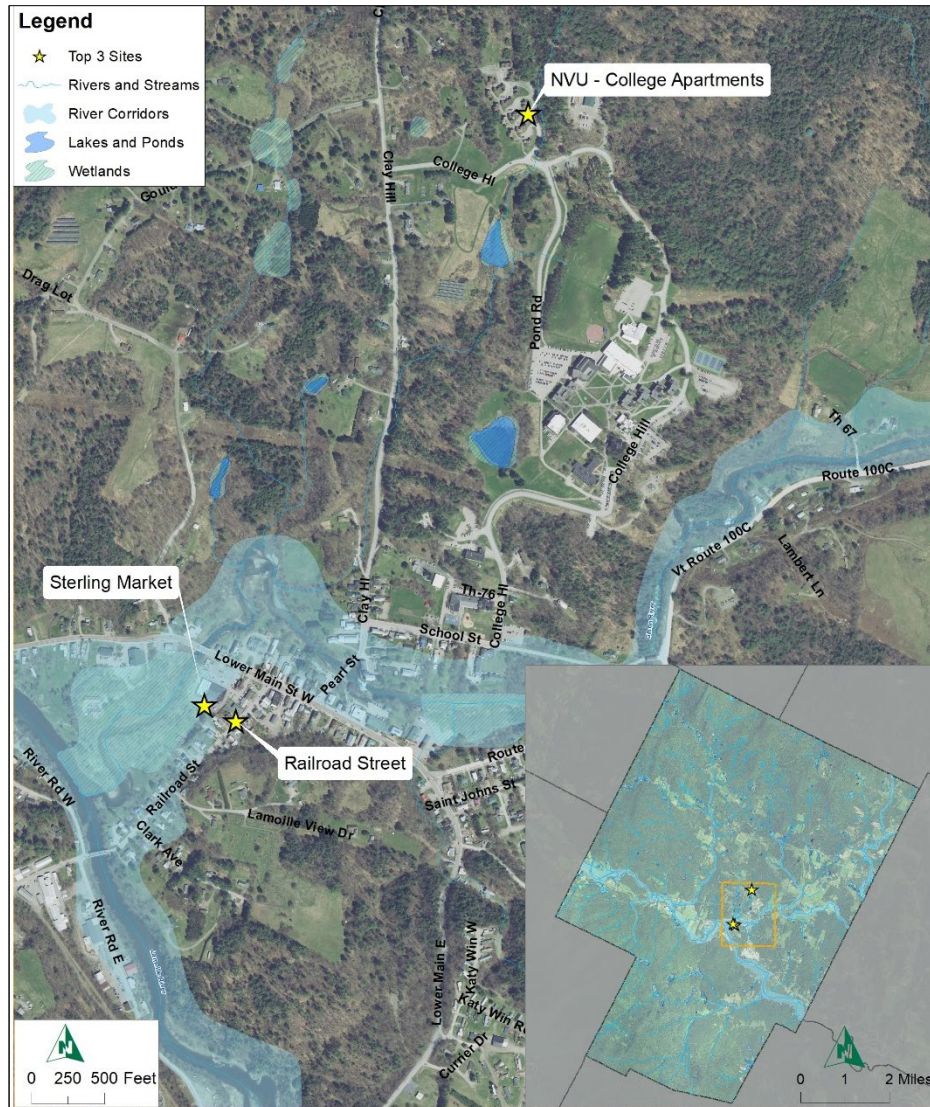 Legend
Top 3 Sites
Rivers and Streams
River Corridors
Lakes and Ponds
Wetlands
NVU - College Apartments
College Hl
Clay Hill
Drag Lot
Pond Rd
College Hill
Th 67
Route 100C
Vt Route 100C
Lambert Ln
Sterling Market
Clay Hl
Th-76
School St
College Hl
Lower Main St W
Pearl St
Railroad Street
Route
Saint Johns St
River Rd W
Railroad St
Lamoille View Dr
Clark Ave
River Rd E
Lower Main E
Katy Win W
Katy Win R
Currier Dr
N
0 250 500 Feet
N
0 1 2 Miles